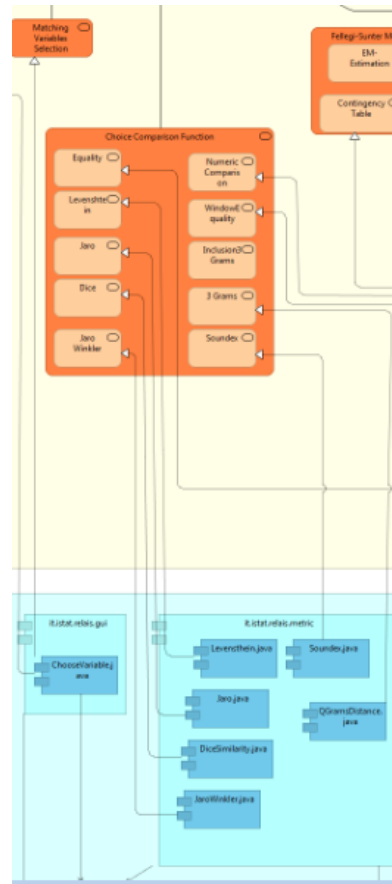 Matching
Variables
Selection
Fellegi-Sunter M
EM-
Estimation
Contingency
Table
Choice Comparison Function
Equality
Levenshte
in
Jaro
Dice
Jaro
Winkler
Numeric
Comparis
on
WindowE
quality
Inclusion3
Grams
3 Grams
Soundex
it.istat.relais.gui
ChooseVariable.j
ava
it.istat.relais.metric
Levensthein.java
Soundex.java
Jaro.java
QGramsDistance.
java
DiceSimilarity.java
JaroWinkler.java